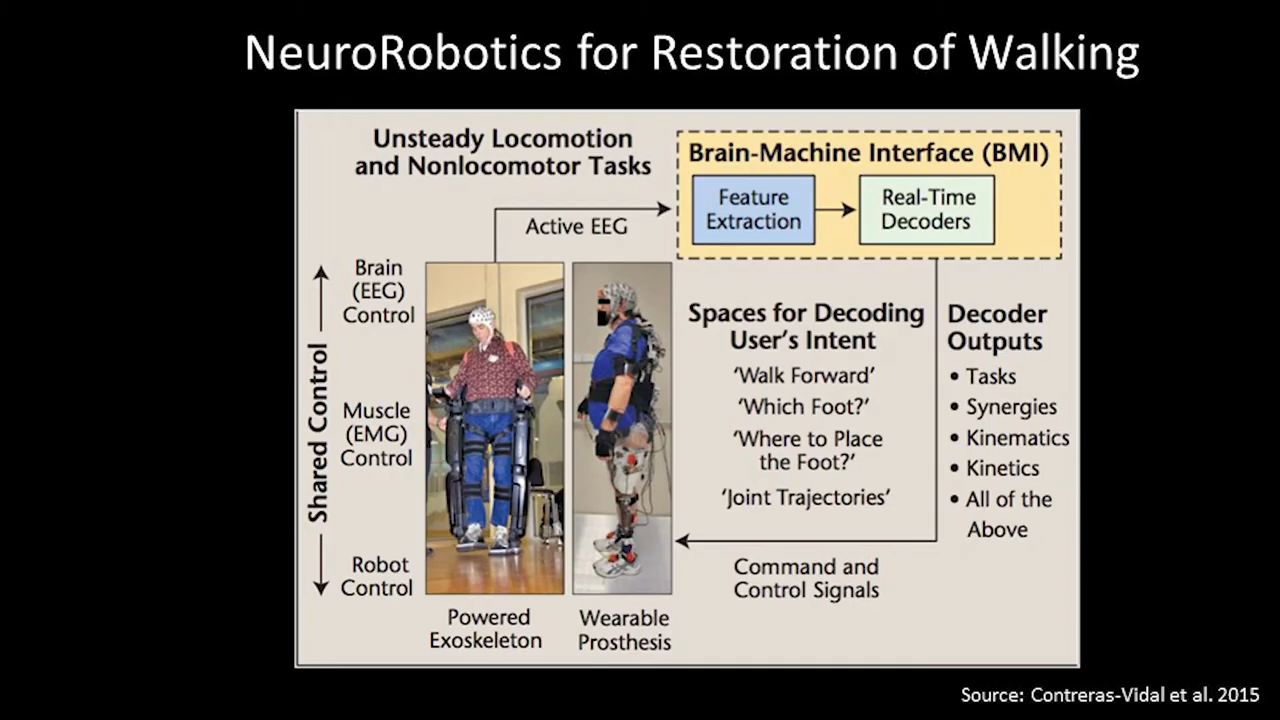 NeuroRobotics for Restoration of Walking
Unsteady Locomotion
and Nonlocomotor Tasks
Brain-Machine Interface (BMI)
Feature
Extraction
Real-Time
Decoders
Active EEG
Brain
(EEG)
Control
Muscle
(EMG)
Control
Robot
Control
Shared Control
Powered
Exoskeleton
Wearable
Prosthesis
Spaces for Decoding
User's Intent
'Walk Forward'
'Which Foot?'
'Where to Place
the Foot?'
'Joint Trajectories'
Decoder
Outputs
• Tasks
• Synergies
• Kinematics
• Kinetics
• All of the
Above
Command and
Control Signals
Source: Contreras-Vidal et al. 2015